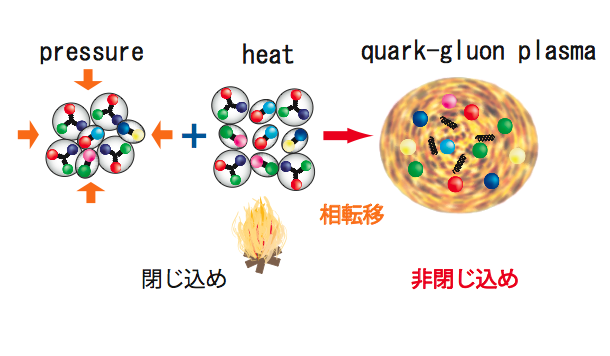 pressure
heat
quark-gluon plasma
相転移
閉じ込め
非閉じ込め